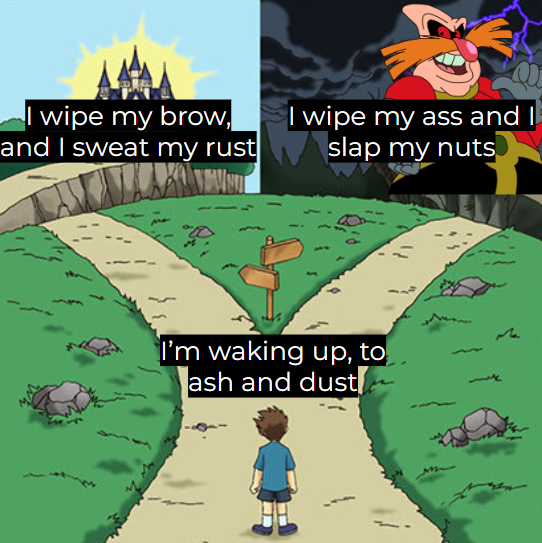 I wipe my brow,
and I sweat my rust
I wipe my ass and I
slap my nuts
I’m waking up, to
ash and dust